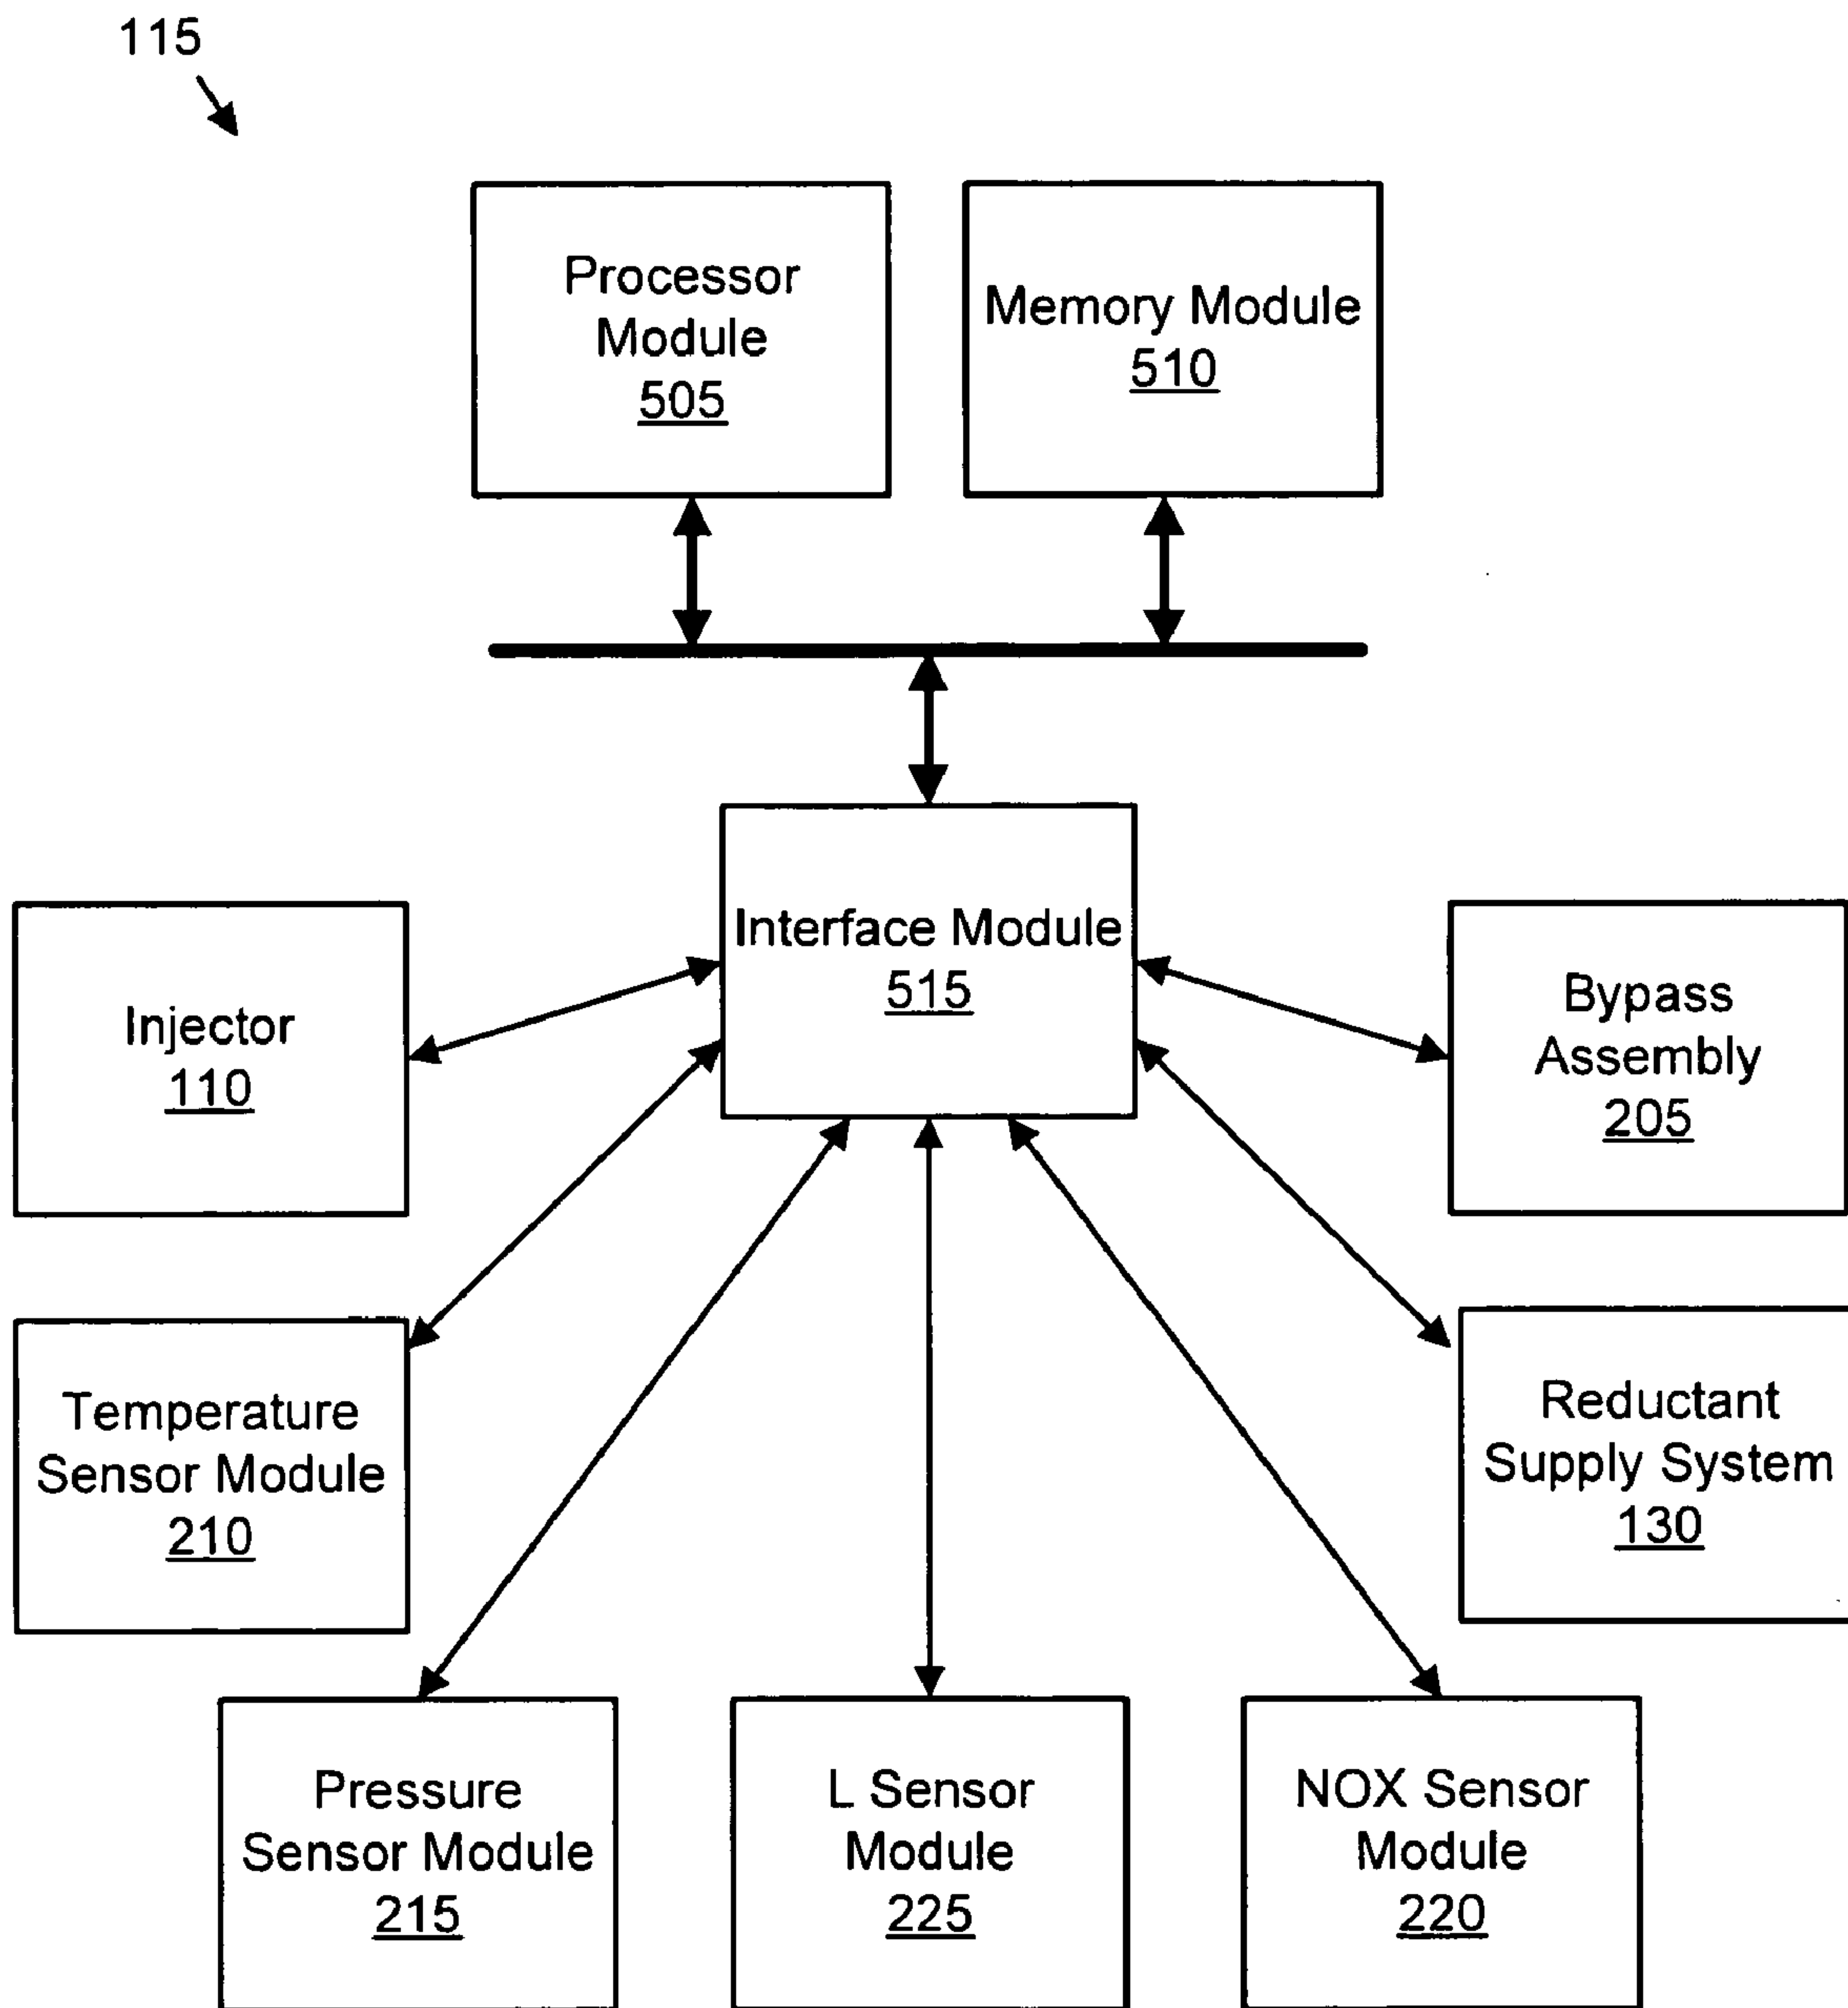 115
Processor
Module
505
Memory Module
510
Interface Module
515
Injector
110
Bypass
Assembly
205
Temperature
Sensor Module
210
Reductant
Supply System
130
Pressure
Sensor Module
215
L Sensor
Module
225
NOX Sensor
Module
220